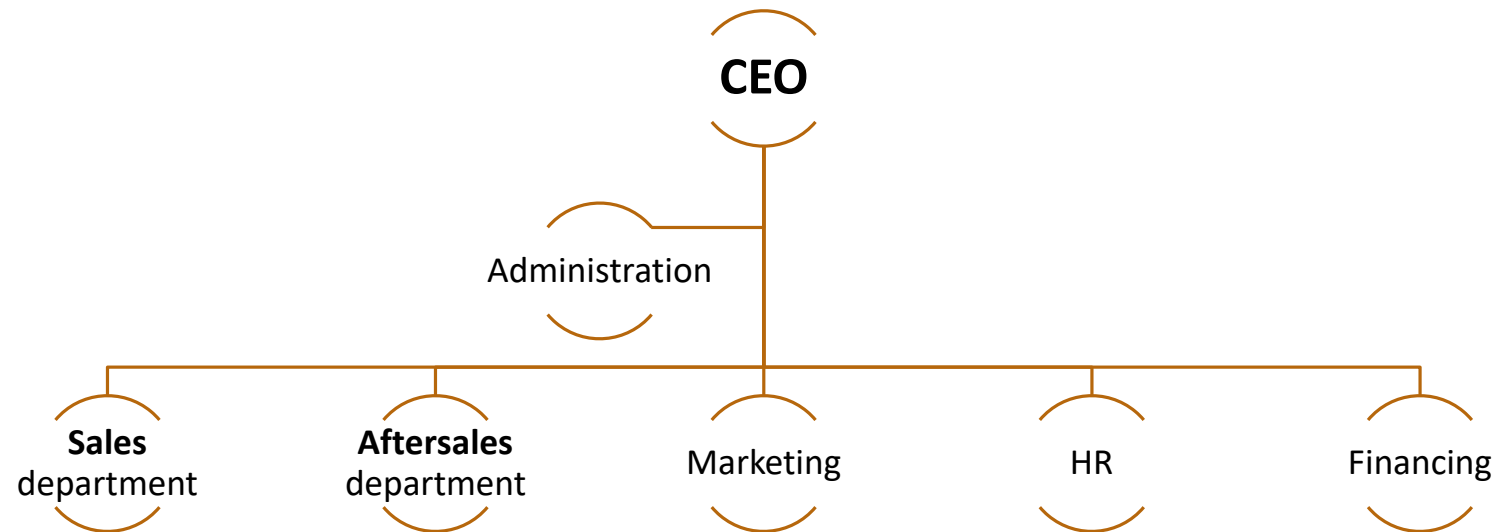 CEO
Administration
Sales
department
Aftersales
department
Marketing
HR
Financing